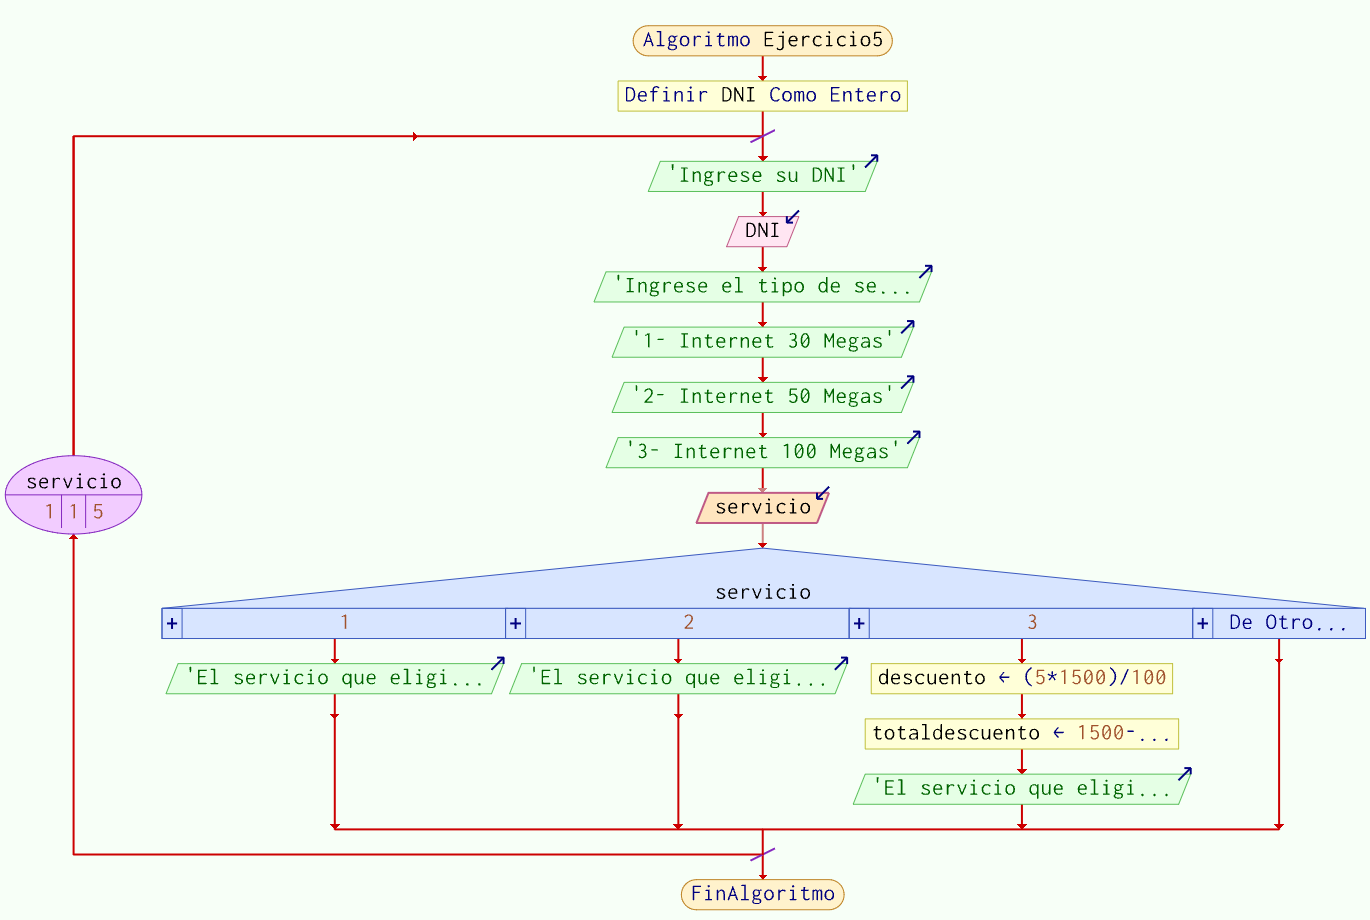 Algoritmo Ejercicio5
Definir DNI Como Entero
'Ingrese su DNI'
DNI
'Ingrese el tipo de se...
'1- Internet 30 Megas'
'2- Internet 50 Megas'
'3- Internet 100 Megas'
servicio
1 1 5
servicio
servicio
+ 1 + 2 + 3 + De Otro...
'El servicio que eligi... 'El servicio que eligi... descuento ← (5*1500)/100
totaldescuento ← 1500-...
'El servicio que eligi...
FinAlgoritmo